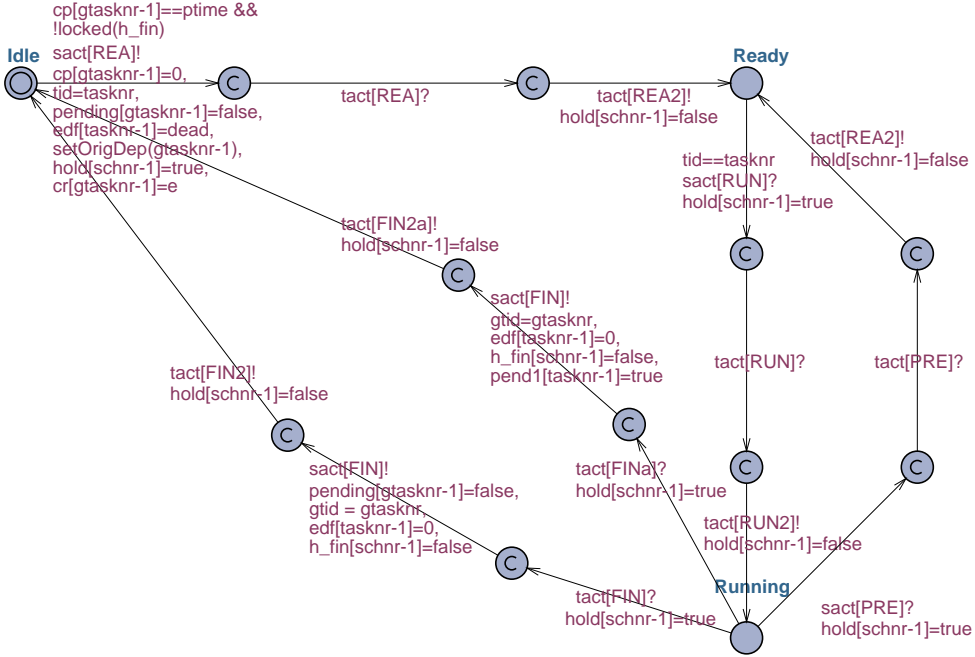 cp[gtasknr-1]==ptime &&
!locked(h_fin)
Idle
sact[REA]!
cp[gtasknr-1]=0,
tid=tasknr,
pending[gtasknr-1]=false,
edf[tasknr-1]=dead,
setOrigDep(gtasknr-1),
hold[schnr-1]=true,
cr[gtasknr-1]=e
C
tact[REA]?
C
tact[REA2]!
hold[schnr-1]=false
Ready
tact[REA2]!
hold[schnr-1]=false
tid==tasknr
sact[RUN]?
hold[schnr-1]=true
tact[FIN2a]!
hold[schnr-1]=false
C
C
C
sact[FIN]!
gtid=gtasknr,
edf[tasknr-1]=0,
h_fin[schnr-1]=false,
pend1[tasknr-1]=true
tact[RUN]?
tact[PRE]?
tact[FIN2]!
hold[schnr-1]=false
C
C
sact[FIN]!
pending[gtasknr-1]=false,
gtid = gtasknr,
edf[tasknr-1]=0,
h_fin[schnr-1]=false
tact[FINa]?
hold[schnr-1]=true
C
C
tact[RUN2]!
hold[schnr-1]=false
C
Running
tact[FIN]?
hold[schnr-1]=true
sact[PRE]?
hold[schnr-1]=true